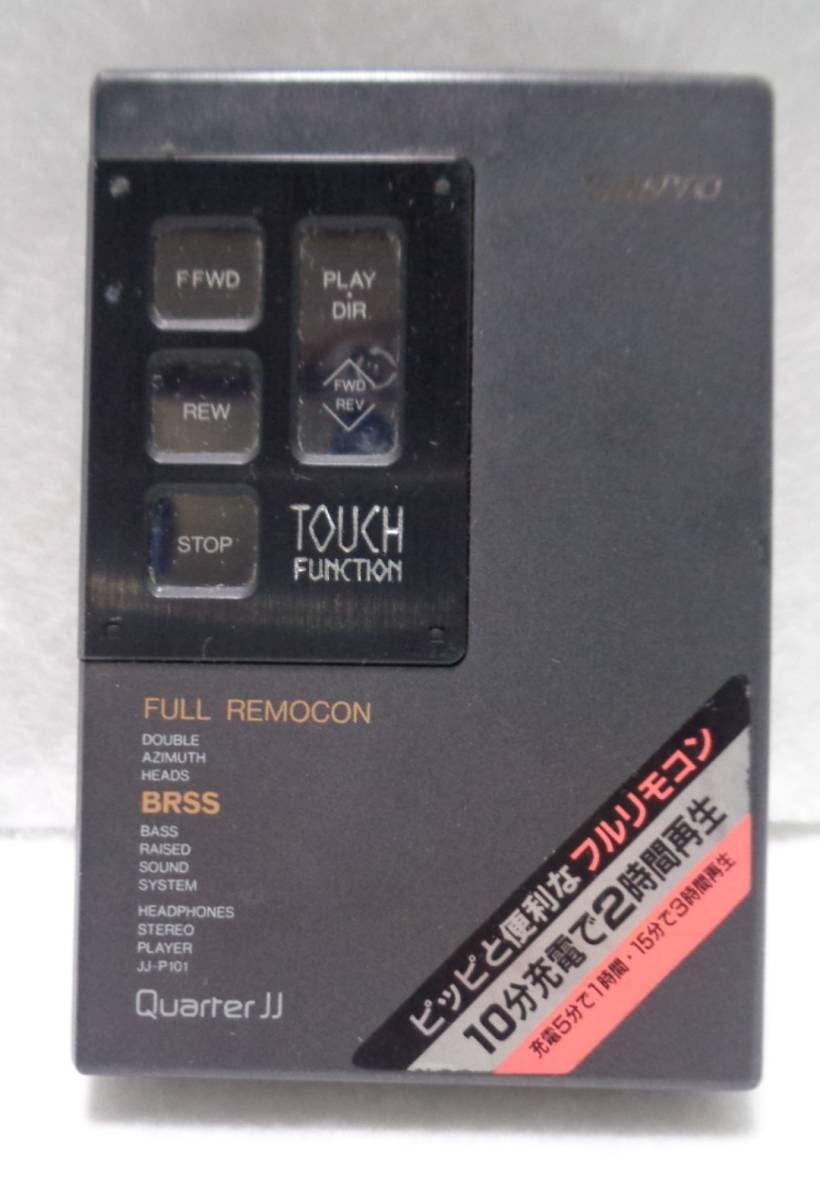 FFWD
PLAY
DIR
FWD
REV
REW
STOP
TOUCH
FUNCTION
FULL REMOCON
DOUBLE
AZIMUTH
HEADS
BRSS
BASS
RAISED
SOUND
SYSTEM
HEADPHONES
STEREO
PLAYER
JJ-P101
Quarter JJ
ピッピと便利なフルリモコン
10分充電で2時間再生
充電5分で1時間・15分で3時間再生